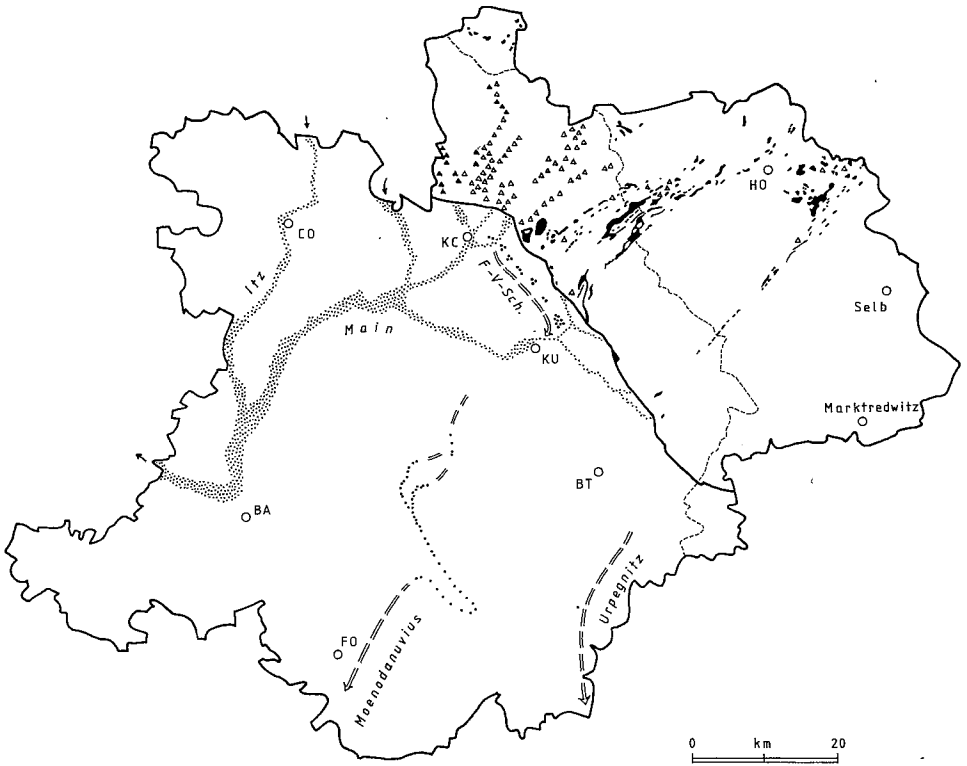 HO
CO
KC
Itz
F-V-Sch.
Selb
Main
KU
Marktredwitz
BT
BA
Urpegnitz
FO
Moenodanuvius
0 km 20